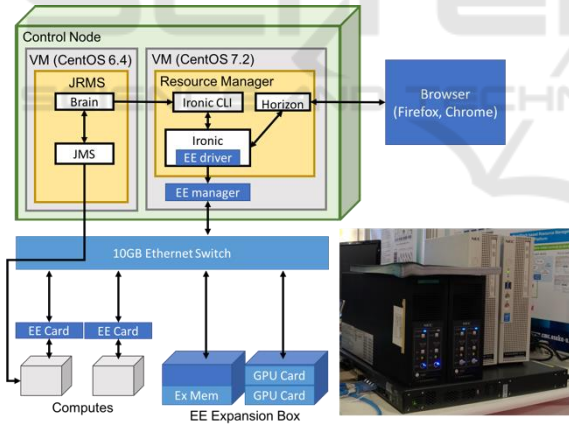 Control Node
VM (CentOS 6.4)
VM (CentOS 7.2)
JRMS
Resource Manager
Brain
Ironic CLI
Horizon
Browser
(Firefox, Chrome)
JMS
Ironic
EE driver
EE manager
10GB Ethernet Switch
EE Card
EE Card
GPU Card
Ex Mem
GPU Card
Computes
EE Expansion Box